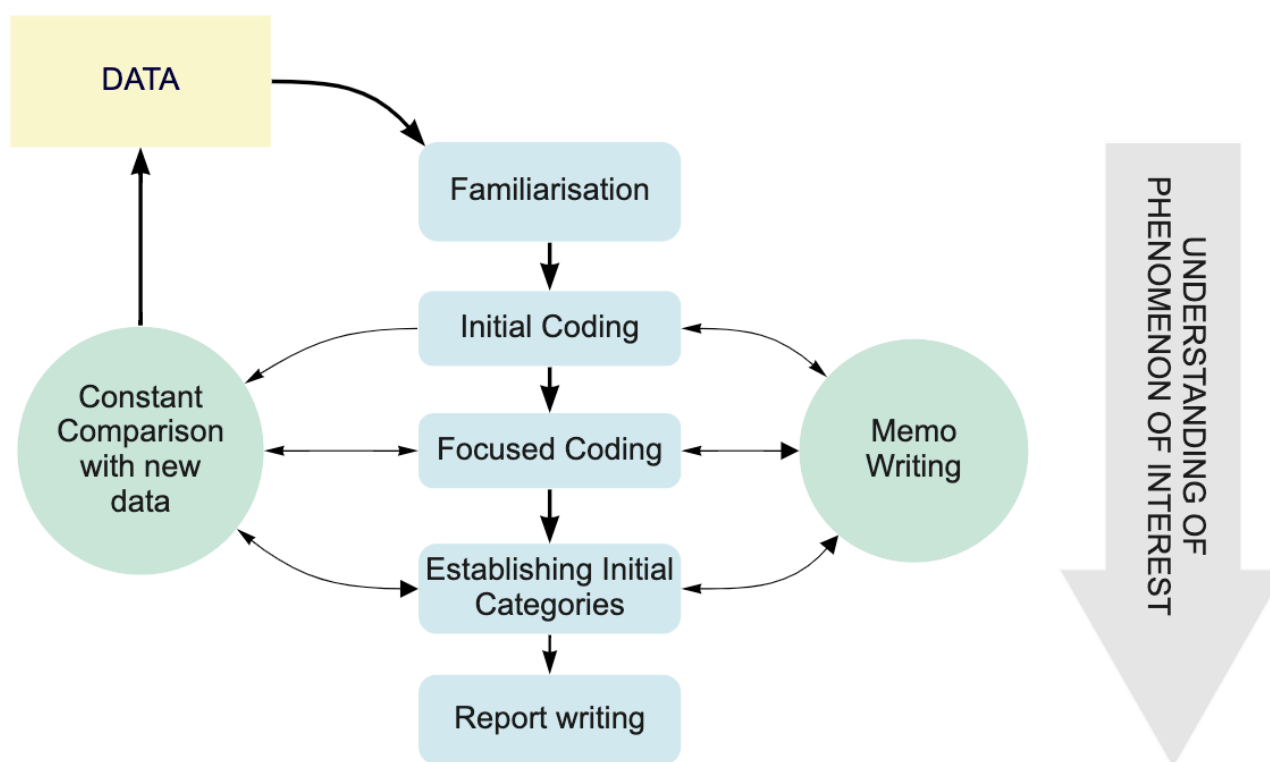 DATA
Familiarisation
Initial Coding
Constant
Comparison
with new
data
Focused Coding
Memo
Writing
Establishing Initial
Categories
Report writing
UNDERSTANDING OF
PHENOMENON OF INTEREST